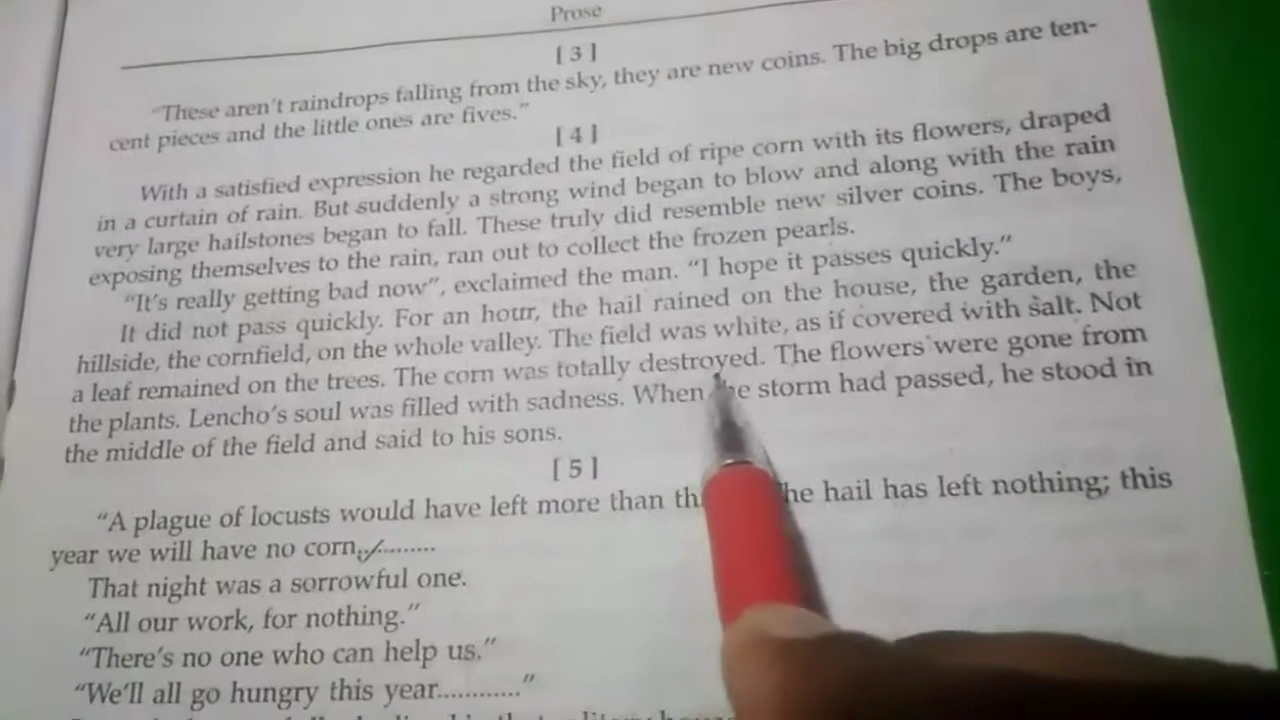 Prose
[ 3 ]
"These aren't raindrops falling from the sky, they are new coins. The big drops are ten-
cent pieces and the little ones are fives."
[ 4 ]
With a satisfied expression he regarded the field of ripe corn with its flowers, draped
in a curtain of rain. But suddenly a strong wind began to blow and along with the rain
very large hailstones began to fall. These truly did resemble new silver coins. The boys,
exposing themselves to the rain, ran out to collect the frozen pearls.
"It's really getting bad now", exclaimed the man. "I hope it passes quickly."
It did not pass quickly. For an hour, the hail rained on the house, the garden, the
hillside, the cornfield, on the whole valley. The field was white, as if covered with salt. Not
a leaf remained on the trees. The corn was totally destroyed. The flowers were gone from
the plants. Lencho's soul was filled with sadness. When storm had passed, he stood in
the middle of the field and said to his sons.
[ 5 ]
"A plague of locusts would have left more than hail has left nothing; this
year we will have no corn..........
That night was a sorrowful one.
"All our work, for nothing."
"There's no one who can help us."
"We'll all go hungry this year............"